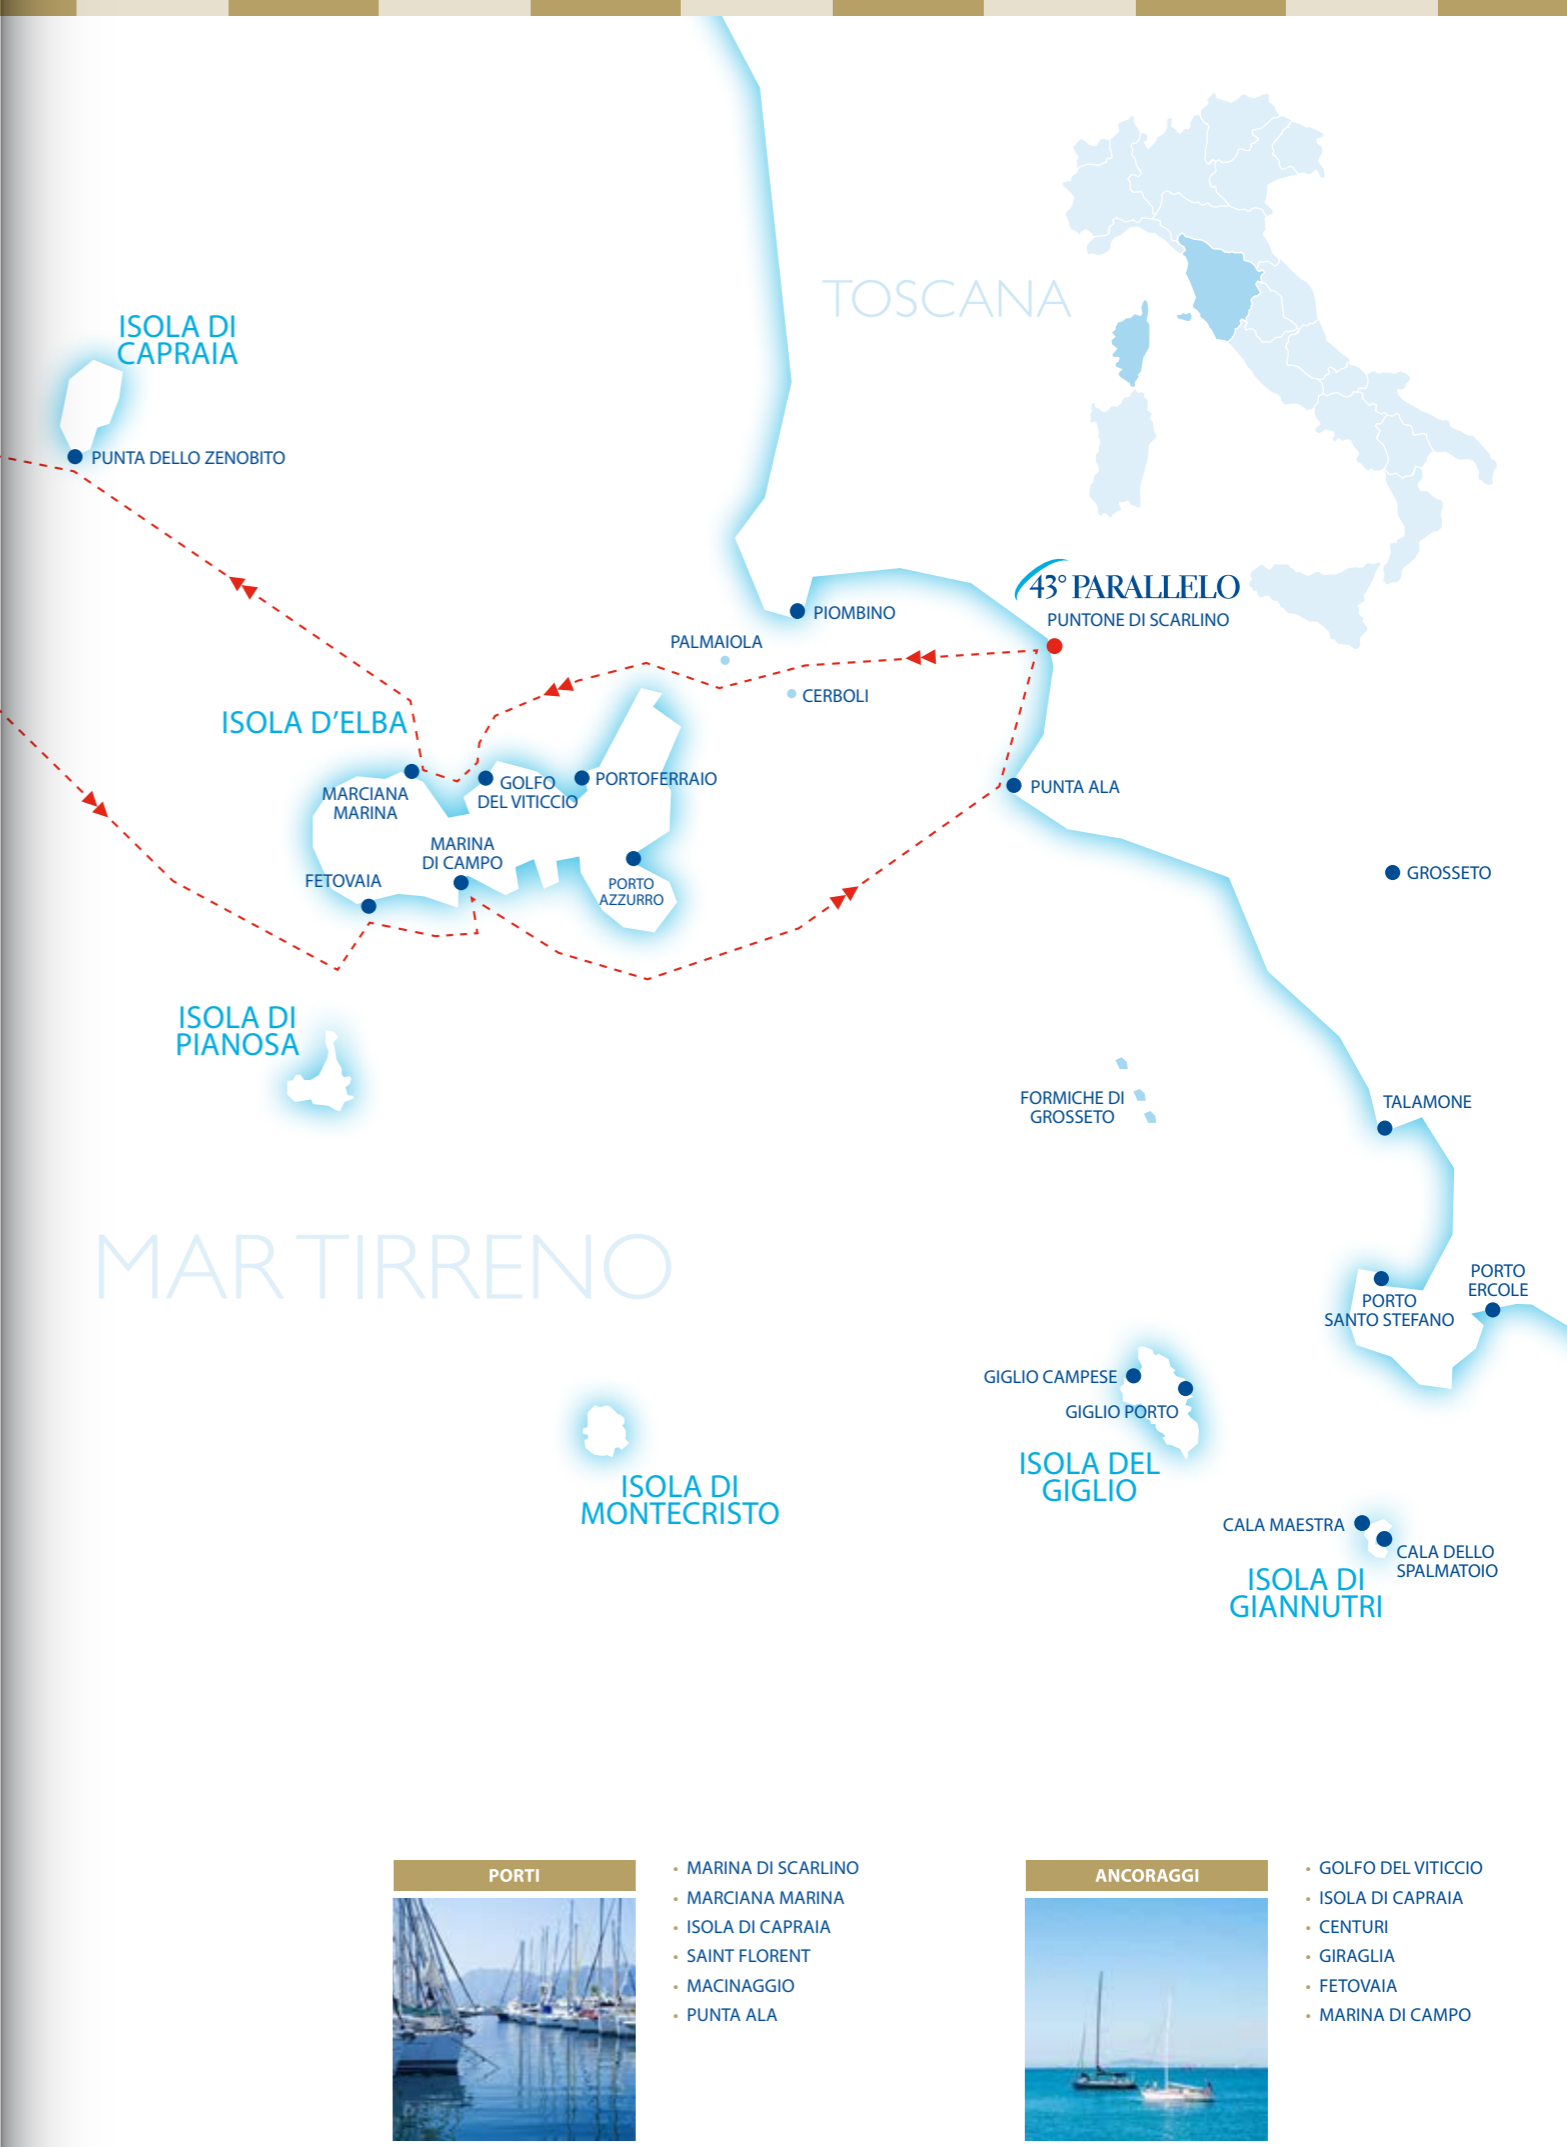 TOSCANA
ISOLA DI
CAPRAIA
PUNTA DELLO ZENOBITO
43° PARALLELO
PUNTONE DI SCARLINO
PIOMBINO
PALMAIOLA
CERBOLI
ISOLA D'ELBA
MARCIANA
MARINA
GOLFO
DEL VITICCIO
PORTOFERRAIO
PUNTA ALA
MARINA
DI CAMPO
FETOVAIA
PORTO
AZZURRO
GROSSETO
ISOLA DI
PIANOSA
FORMICHE DI
GROSSETO
TALAMONE
MAR TIRRENO
PORTO
ERCOLE
PORTO
SANTO STEFANO
GIGLIO CAMPESE
GIGLIO PORTO
ISOLA DEL
GIGLIO
ISOLA DI
MONTECRISTO
CALA MAESTRA
CALA DELLO
SPALMATOIO
ISOLA DI
GIANNUTRI
PORTI
• MARINA DI SCARLINO
• MARCIANA MARINA
• ISOLA DI CAPRAIA
• SAINT FLORENT
• MACINAGGIO
• PUNTA ALA
ANCORAGGI
• GOLFO DEL VITICCIO
• ISOLA DI CAPRAIA
• CENTURI
• GIRAGLIA
• FETOVAIA
• MARINA DI CAMPO